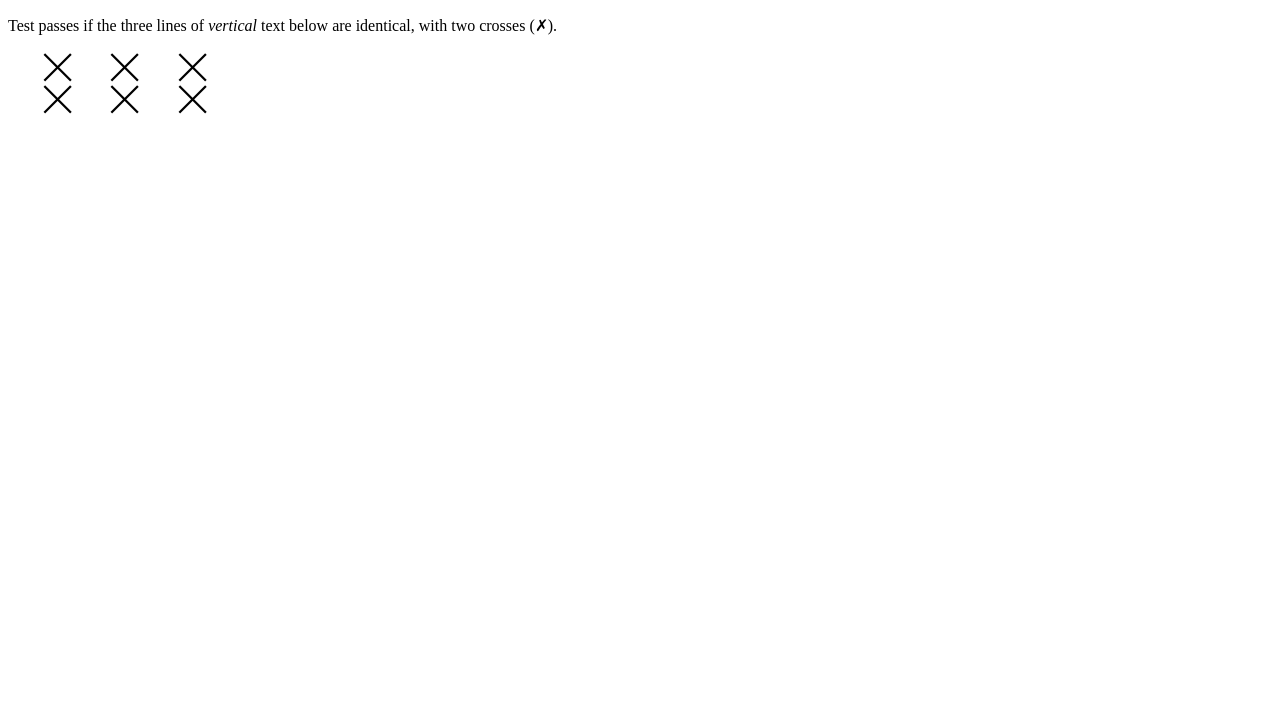 Test passes if the three lines of vertical text below are identical, with two crosses (✗).
╳╳
╳╳
╳╳